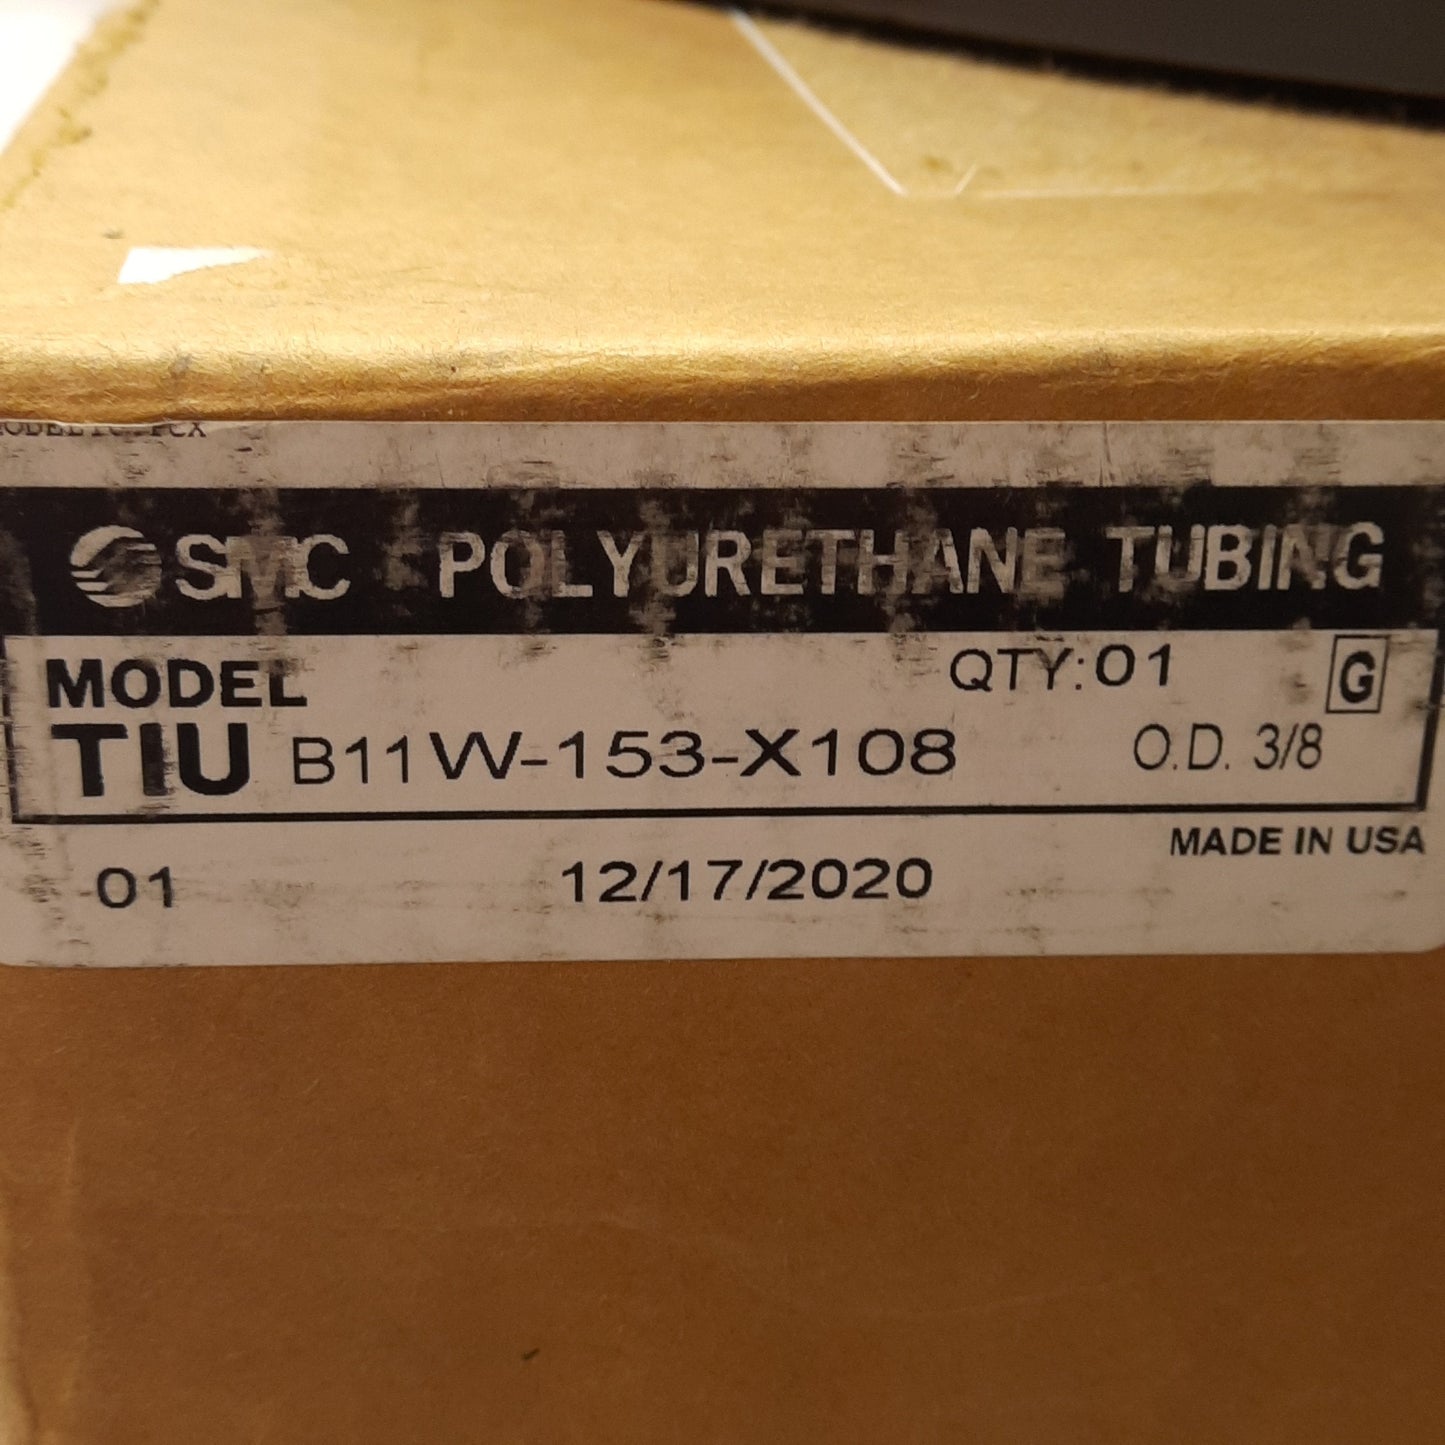 SMC POLYURETHANE TUBING
MODEL QTY:01 G
TIU B11W-153-X108 O.D. 3/8
MADE IN USA
01 12/17/2020